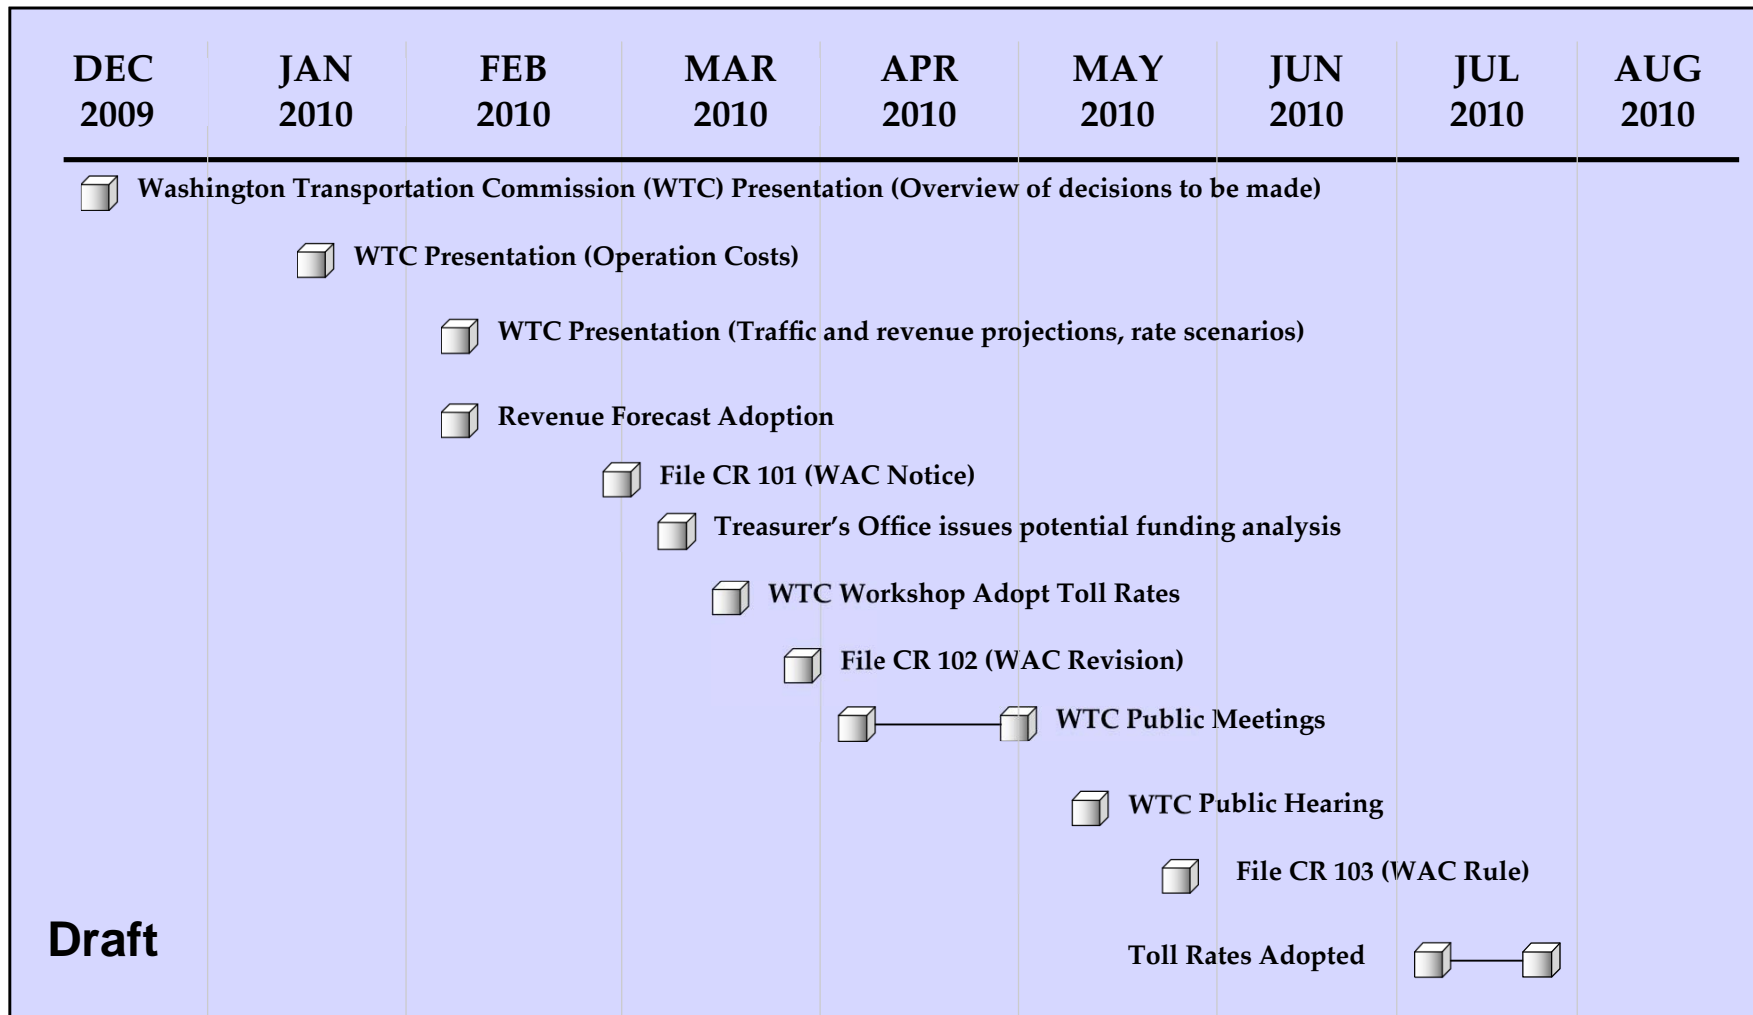 DEC JAN FEB MAR APR MAY JUN JUL AUG
2009 2010 2010 2010 2010 2010 2010 2010 2010
Washington Transportation Commission (WTC) Presentation (Overview of decisions to be made)
WTC Presentation (Operation Costs)
WTC Presentation (Traffic and revenue projections, rate scenarios)
Revenue Forecast Adoption
File CR 101 (WAC Notice)
Treasurer’s Office issues potential funding analysis
WTC Workshop Adopt Toll Rates
File CR 102 (WAC Revision)
WTC Public Meetings
WTC Public Hearing
File CR 103 (WAC Rule)
Draft
Toll Rates Adopted